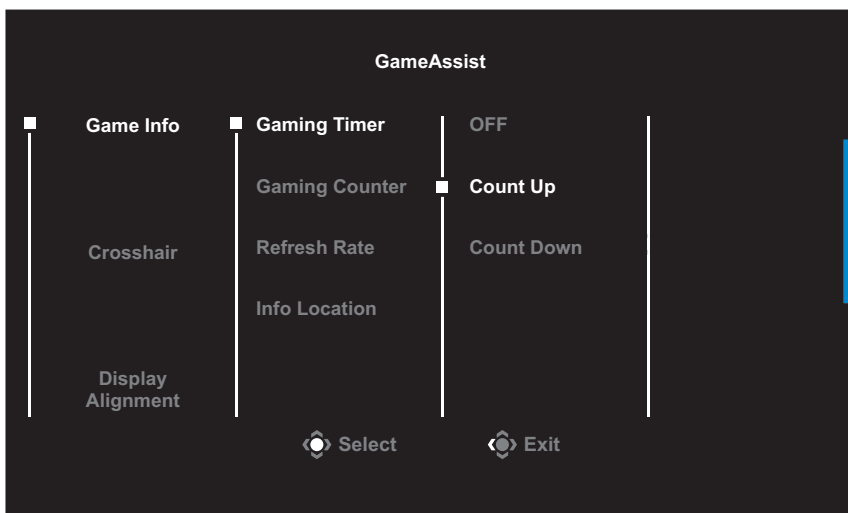 GameAssist
Game Info
Gaming Timer
OFF
Gaming Counter
Count Up
Crosshair
Refresh Rate
Count Down
Info Location
Display
Alignment
Select
Exit